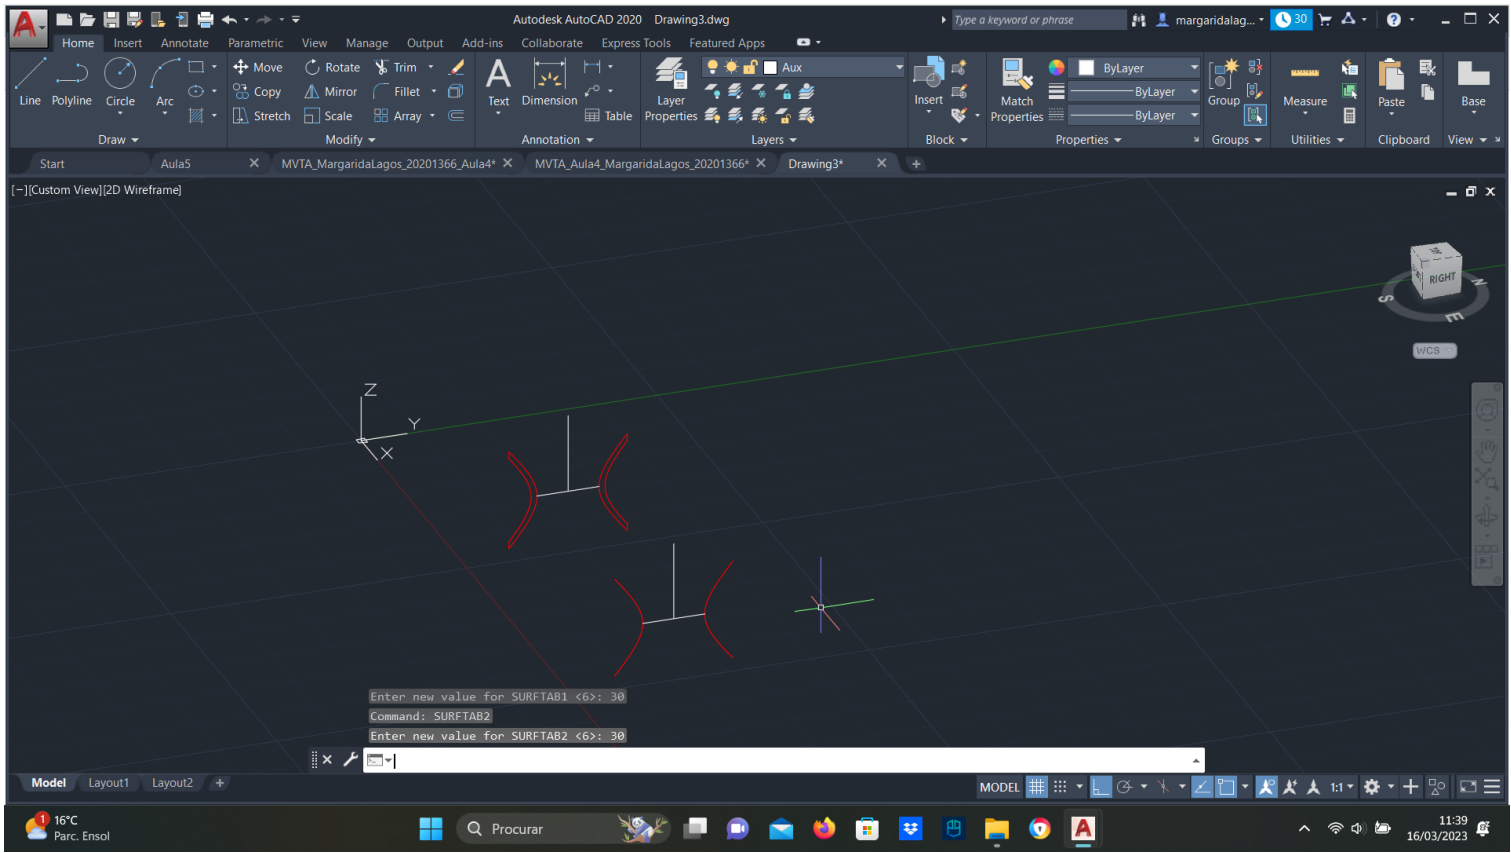 Autodesk AutoCAD 2020 Drawing3.dwg
Type a keyword or phrase
margaridalag...
30
Home Insert Annotate Parametric View Manage Output Add-ins Collaborate Express Tools Featured Apps
Line Polyline Circle Arc
Move Rotate Trim
Copy Mirror Fillet
Stretch Scale Array
Text Dimension Table
Layer Properties
Aux
Insert
Match Properties
ByLayer
ByLayer
ByLayer
Group Measure Paste Base
Draw Modify Annotation Layers Block Properties Groups Utilities Clipboard View
Start Aula5 MVTA_MargaridaLagos_20201366_Aula4* MVTA_Aula4_MargaridaLagos_20201366* Drawing3*
[−][Custom View][2D Wireframe]
RIGHT
N
S
E
WCS
Z
Y
X
Enter new value for SURFTAB1 <6>: 30
Command: SURFTAB2
Enter new value for SURFTAB2 <6>: 30
Model Layout1 Layout2
MODEL 1:1
1
16°C
Parc. Ensol
Procurar
11:39
16/03/2023